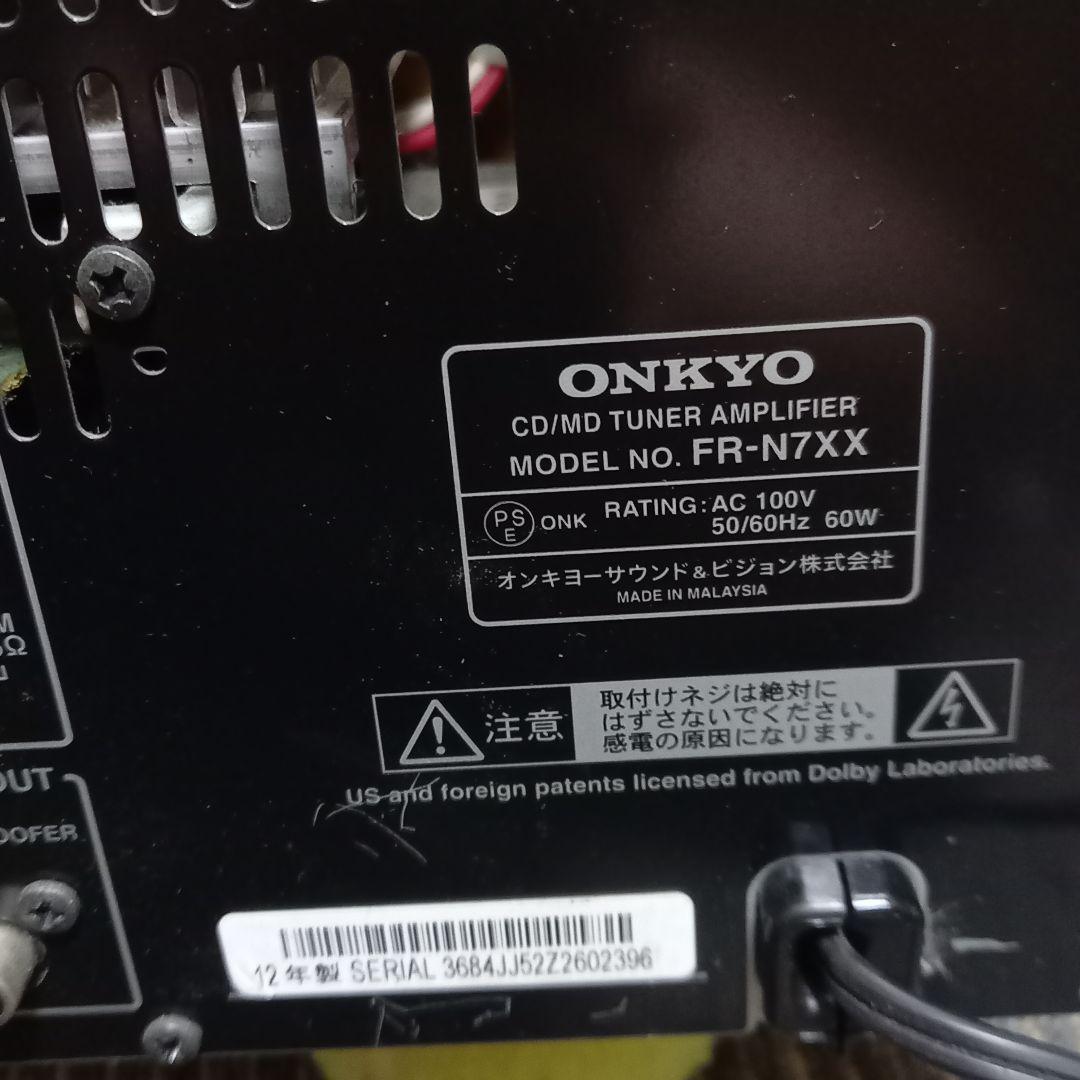 ONKYO
CD/MD TUNER AMPLIFIER
MODEL NO. FR-N7XX
PS
E
ONK
RATING: AC 100V
50/60Hz 60W
オンキヨーサウンド&ビジョン株式会社
MADE IN MALAYSIA
注意
取付けネジは絶対に
はずさないでください。
感電の原因になります。
US and foreign patents licensed from Dolby Laboratories.
M
Ω
OUT
OOFER
12年製 SERIAL 3684JJ52Z2602396